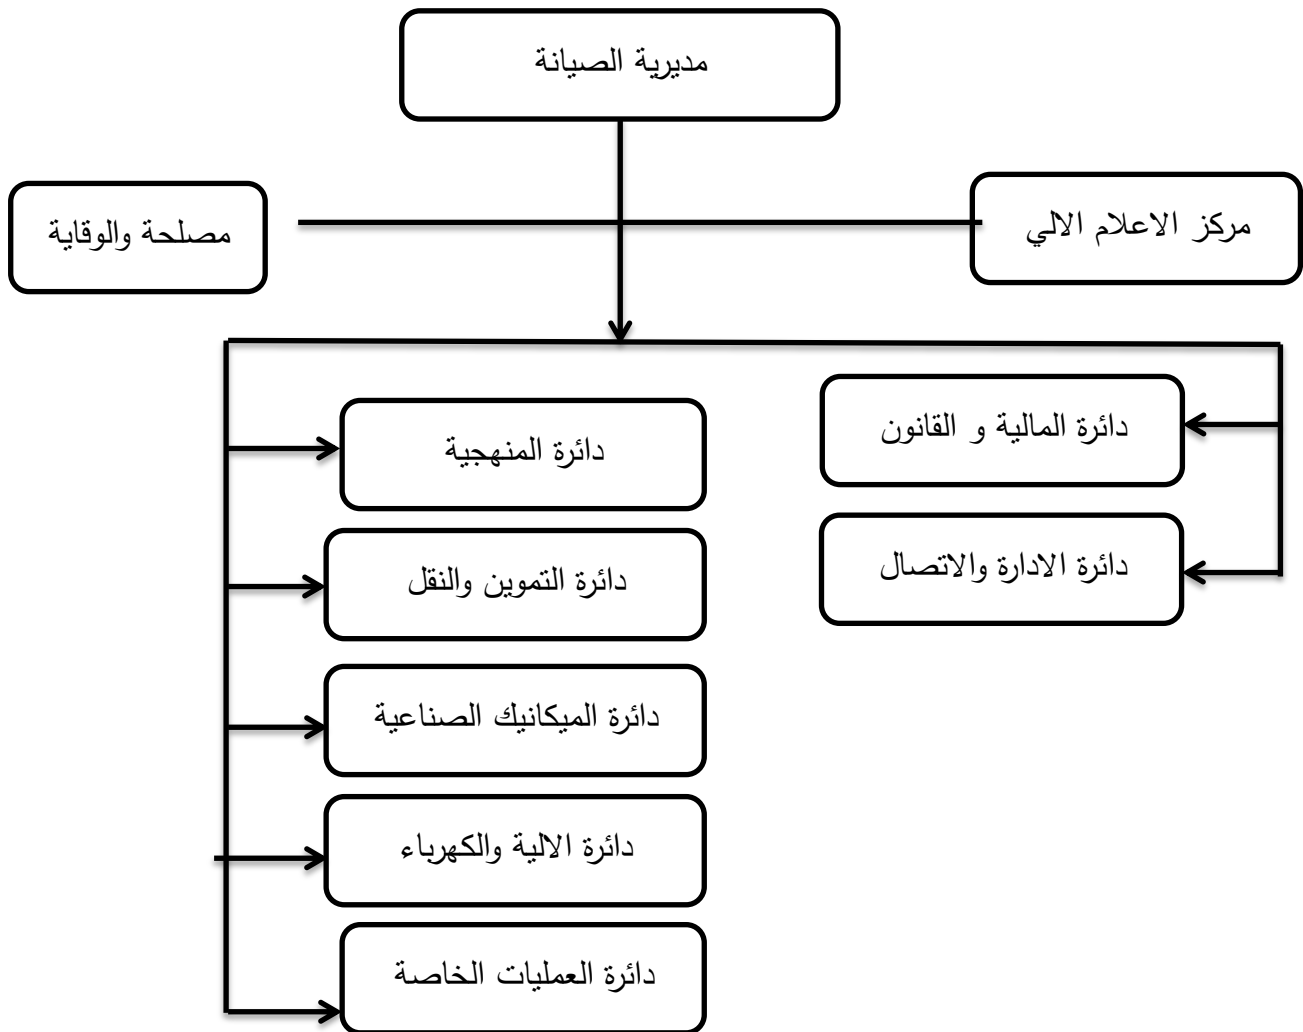 مديرية الصيانة
مركز الاعلام الالي
مصلحة والوقاية
دائرة المالية و القانون
دائرة الادارة والاتصال
دائرة المنهجية
دائرة التموين والنقل
دائرة الميكانيك الصناعية
دائرة الالية والكهرباء
دائرة العمليات الخاصة